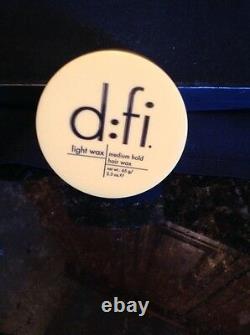 d:fi.
light wax
medium hold
hair wax
net wt.: 65 g/
2.3 oz.℮